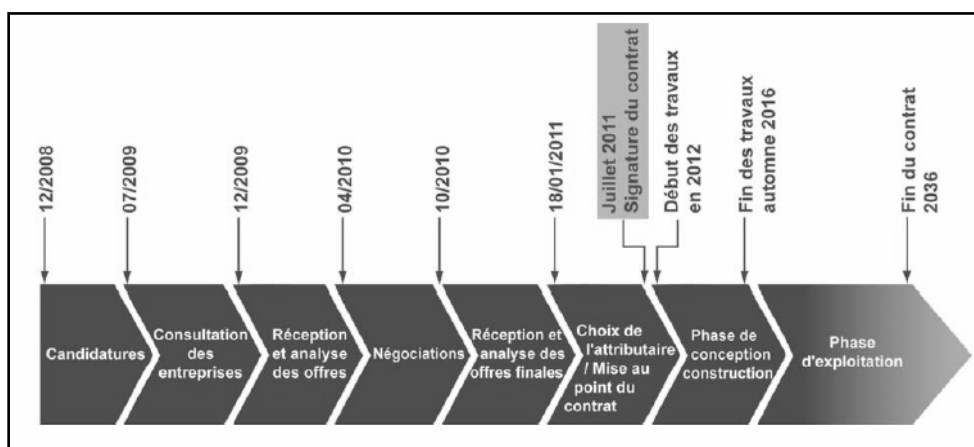 12/2008
07/2009
12/2009
04/2010
10/2010
18/01/2011
Juillet 2011
Signature du contrat
Début des travaux
en 2012
Fin des travaux
automne 2016
Fin du contrat
2036
Candidatures
Consultation
des
entreprises
Réception
et analyse
des offres
Négociations
Réception et
analyse des
offres finales
Choix de
l'attributaire
/ Mise au
point du
contrat
Phase de
conception
construction
Phase
d'exploitation